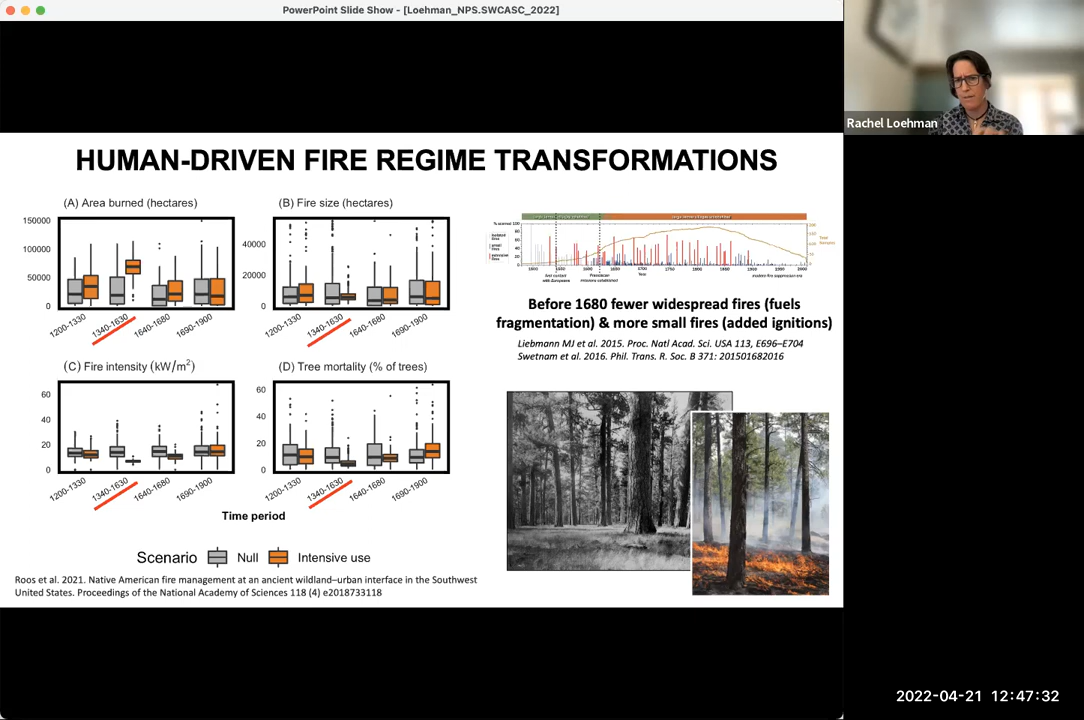 PowerPoint Slide Show - [Loehman_NPS.SWCASC_2022]
Rachel Loehman
HUMAN-DRIVEN FIRE REGIME TRANSFORMATIONS
(A) Area burned (hectares)
150000
100000
50000
0
1200-1330
1340-1630
1640-1680
1690-1900
(B) Fire size (hectares)
40000
20000
0
1200-1330
1340-1630
1640-1680
1690-1900
(C) Fire intensity (kW/m²)
60
40
20
0
1200-1330
1340-1630
1640-1680
1690-1900
(D) Tree mortality (% of trees)
60
40
20
0
1200-1330
1340-1630
1640-1680
1690-1900
Time period
Scenario Null Intensive use
Roos et al. 2021. Native American fire management at an ancient wildland–urban interface in the Southwest
United States. Proceedings of the National Academy of Sciences 118 (4) e2018733118
Before 1680 fewer widespread fires (fuels
fragmentation) & more small fires (added ignitions)
Liebmann MJ et al. 2015. Proc. Natl Acad. Sci. USA 113, E696–E704
Swetnam et al. 2016. Phil. Trans. R. Soc. B 371: 201501682016
2022-04-21 12:47:32